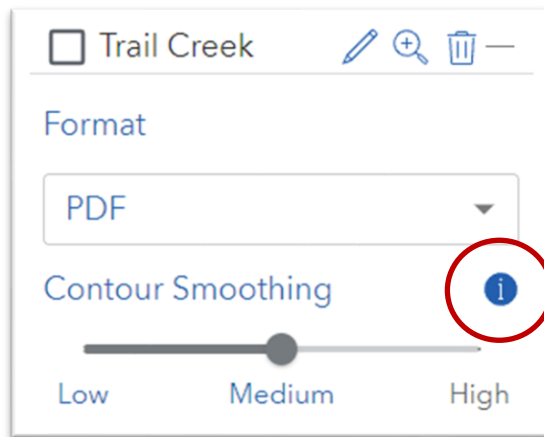 Trail Creek
Format
PDF
Contour Smoothing i
Low Medium High